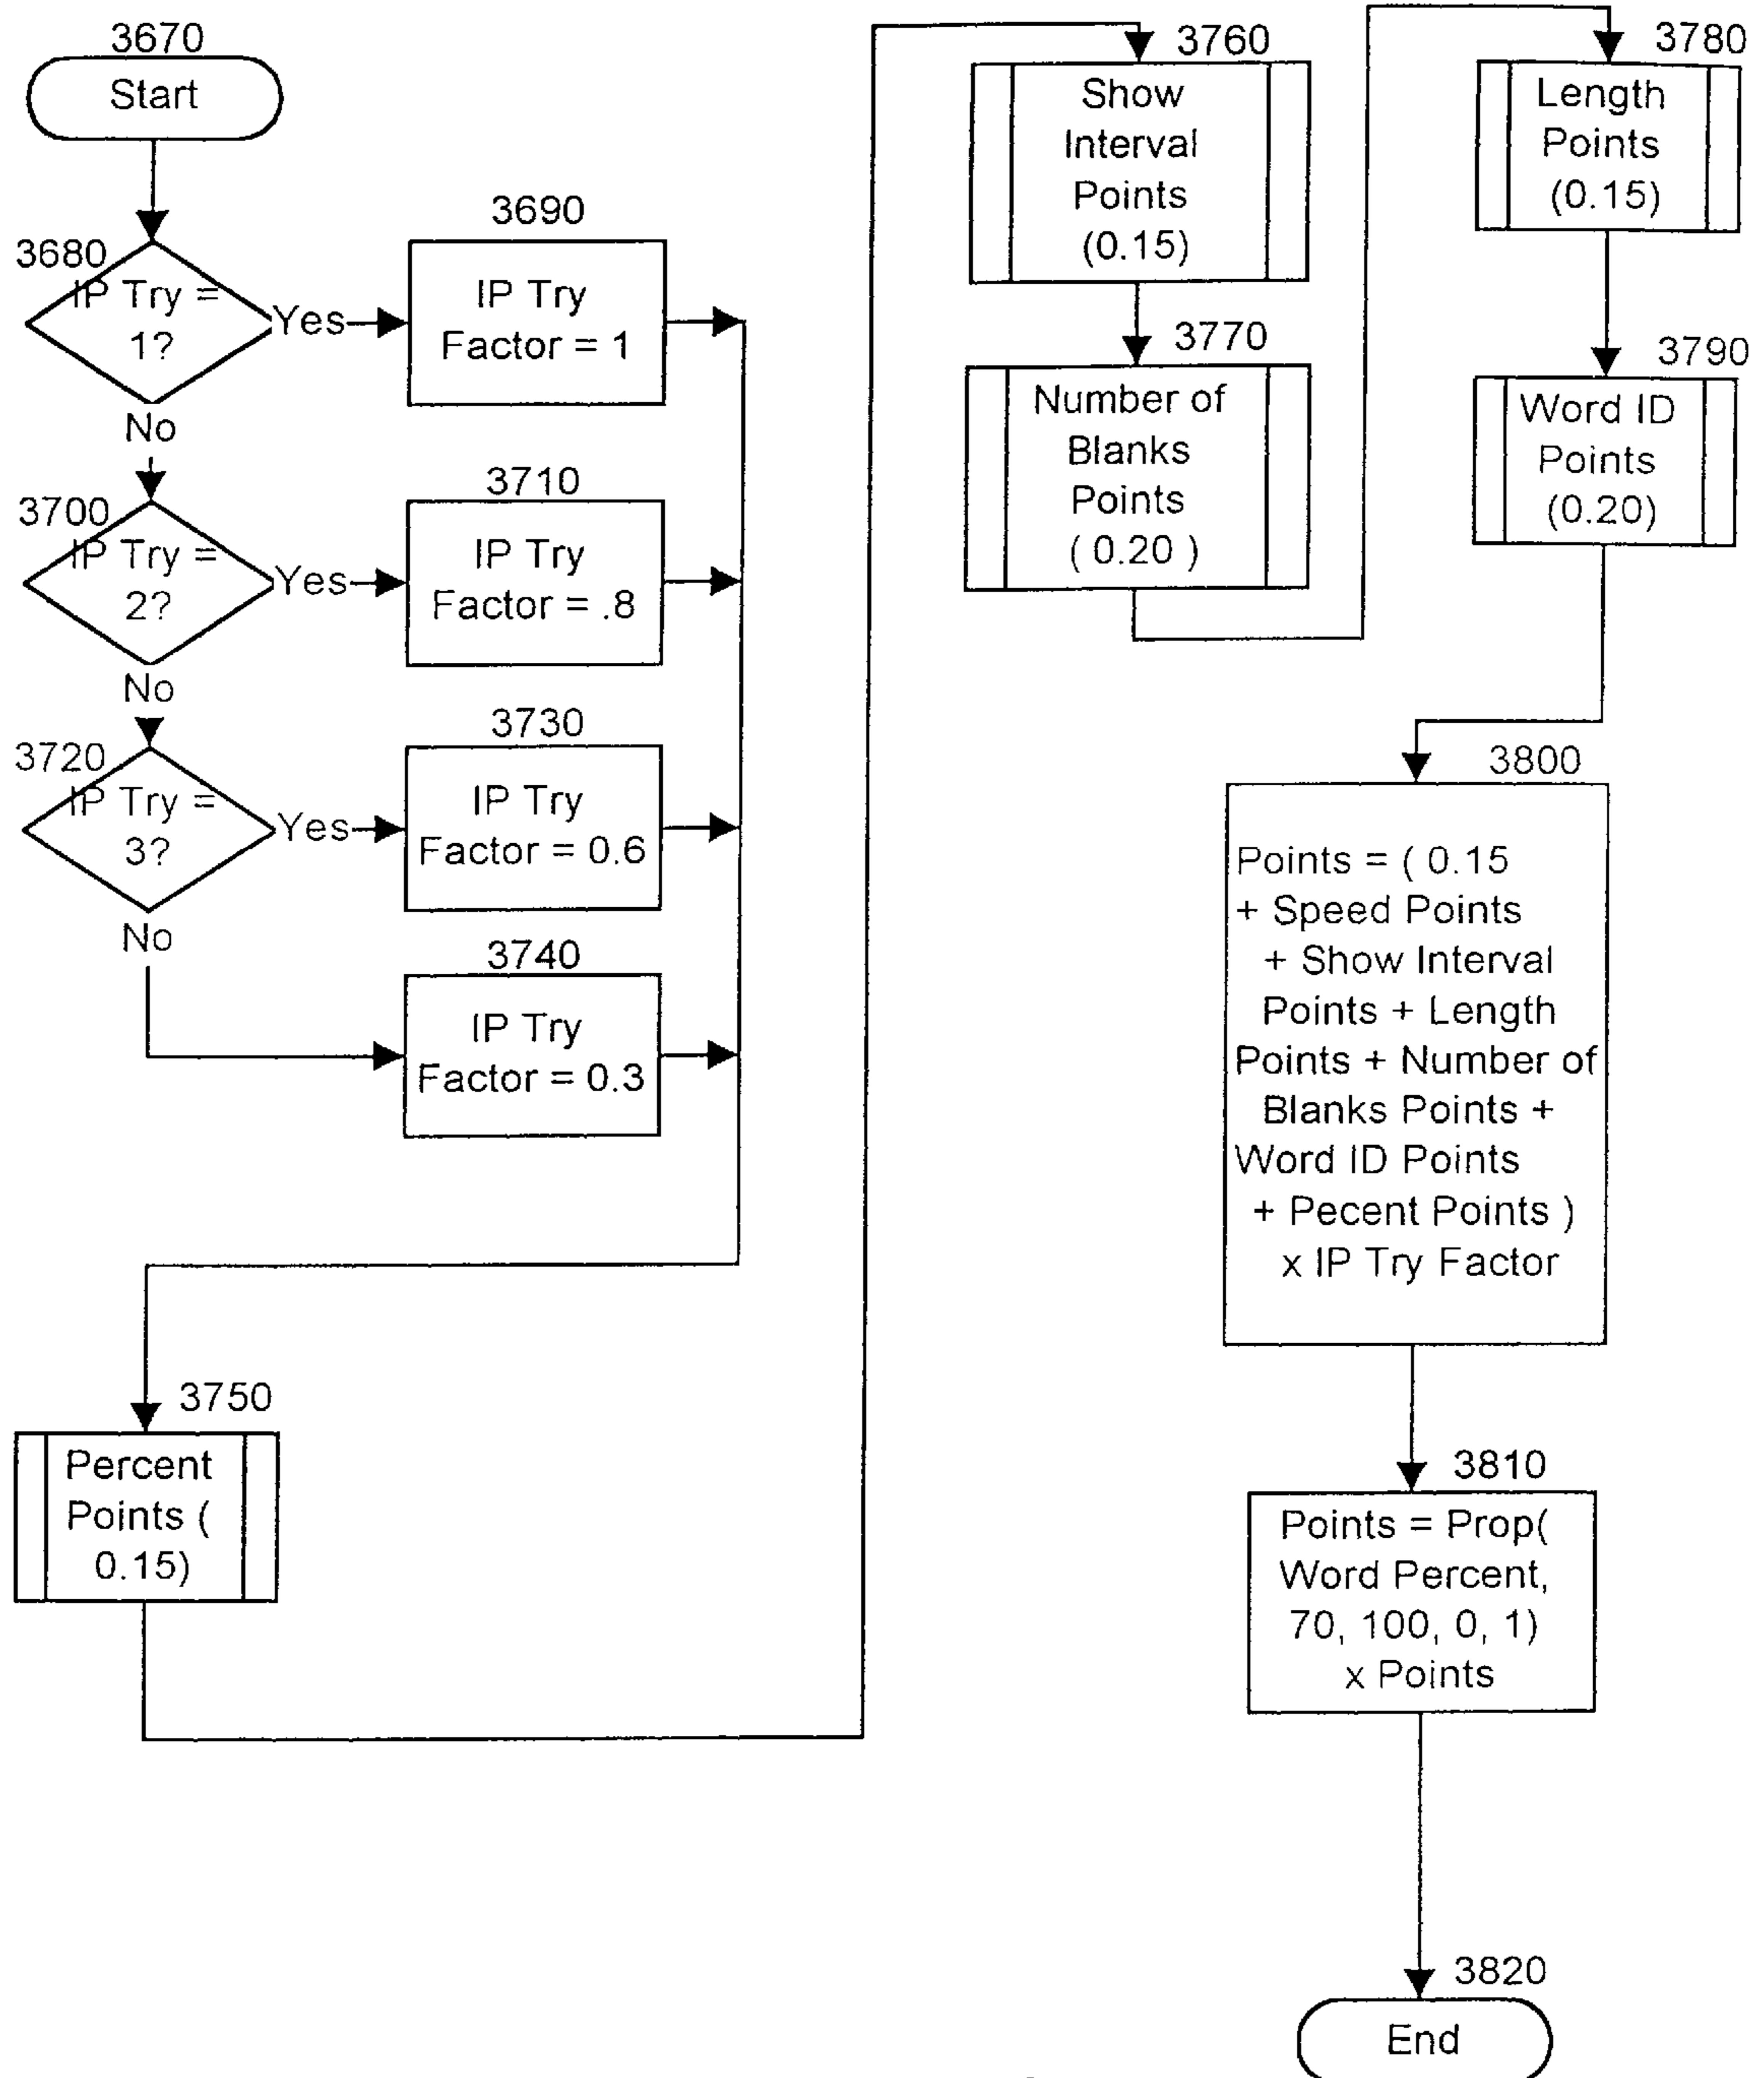 3670
Start
3680
IP Try =
1?
Yes
No
3690
IP Try
Factor = 1
3700
IP Try =
2?
Yes
No
3710
IP Try
Factor = .8
3720
IP Try =
3?
Yes
No
3730
IP Try
Factor = 0.6
3740
IP Try
Factor = 0.3
3750
Percent
Points (
0.15)
3760
Show
Interval
Points
(0.15)
3770
Number of
Blanks
Points
( 0.20 )
3780
Length
Points
(0.15)
3790
Word ID
Points
(0.20)
3800
Points = ( 0.15
+ Speed Points
+ Show Interval
Points + Length
Points + Number of
Blanks Points +
Word ID Points
+ Pecent Points )
x IP Try Factor
3810
Points = Prop(
Word Percent,
70, 100, 0, 1)
x Points
3820
End